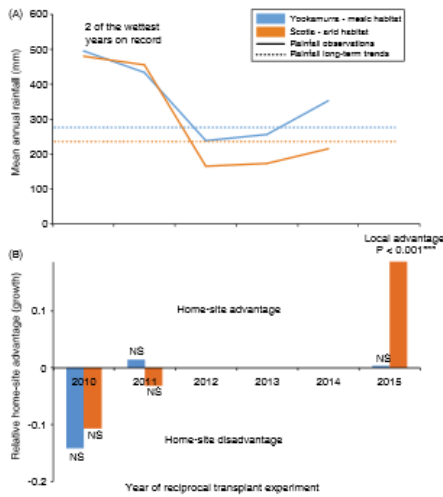 (A)
2 of the wettest
years on record
Yookamurra - mesic habitat
Scotia - arid habitat
Rainfall observations
Rainfall long-term trends
Mean annual rainfall (mm)
600
500
400
300
200
100
0
(B)
Local advantage
P < 0.001***
Relative home-site advantage (growth)
0.1
0
-0.1
-0.2
Home-site advantage
NS
NS
NS
2010
2011
2012
2013
2014
2015
NS
NS
Home-site disadvantage
Year of reciprocal transplant experiment